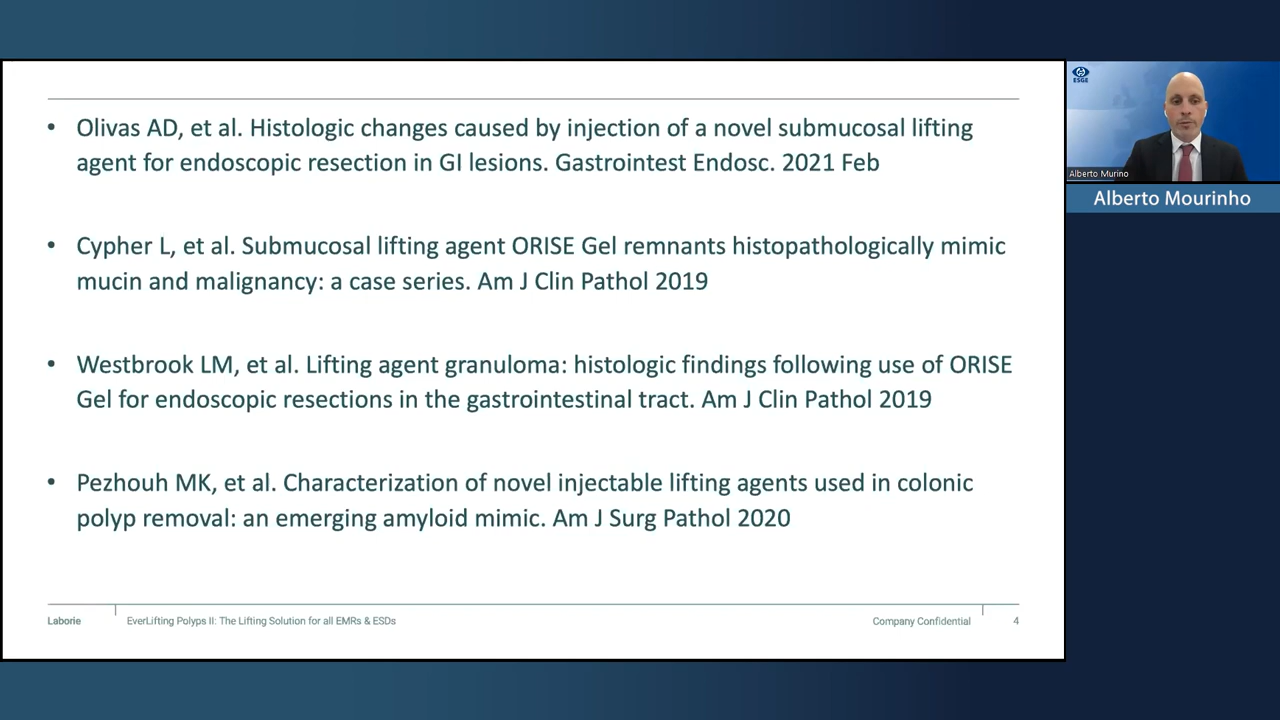 • Olivas AD, et al. Histologic changes caused by injection of a novel submucosal lifting
agent for endoscopic resection in GI lesions. Gastrointest Endosc. 2021 Feb
• Cypher L, et al. Submucosal lifting agent ORISE Gel remnants histopathologically mimic
mucin and malignancy: a case series. Am J Clin Pathol 2019
• Westbrook LM, et al. Lifting agent granuloma: histologic findings following use of ORISE
Gel for endoscopic resections in the gastrointestinal tract. Am J Clin Pathol 2019
• Pezhouh MK, et al. Characterization of novel injectable lifting agents used in colonic
polyp removal: an emerging amyloid mimic. Am J Surg Pathol 2020
Laborie EverLifting Polyps II: The Lifting Solution for all EMRs & ESDs Company Confidential 4
ESGE
Alberto Murino
Alberto Mourinho